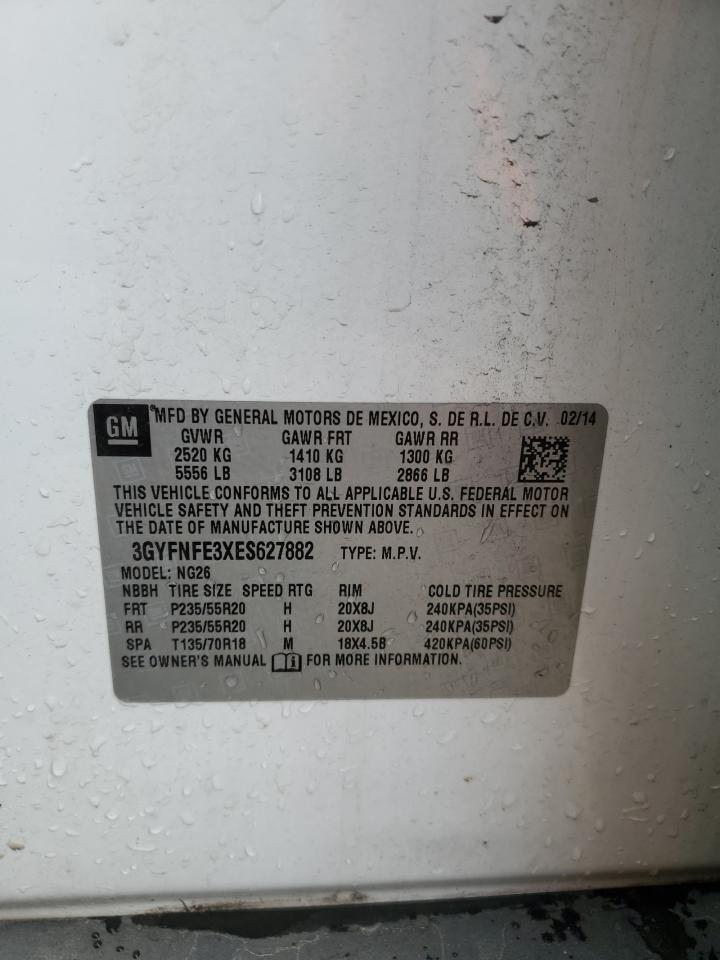 GM ®MFD BY GENERAL MOTORS DE MEXICO, S. DE R.L. DE C.V. 02/14
GVWR GAWR FRT GAWR RR
2520 KG 1410 KG 1300 KG
5556 LB 3108 LB 2866 LB
THIS VEHICLE CONFORMS TO ALL APPLICABLE U.S. FEDERAL MOTOR
VEHICLE SAFETY AND THEFT PREVENTION STANDARDS IN EFFECT ON
THE DATE OF MANUFACTURE SHOWN ABOVE.
3GYFNFE3XES627882 TYPE: M.P.V.
MODEL: NG26
NBBH TIRE SIZE SPEED RTG RIM COLD TIRE PRESSURE
FRT P235/55R20 H 20X8J 240KPA(35PSI)
RR P235/55R20 H 20X8J 240KPA(35PSI)
SPA T135/70R18 M 18X4.5B 420KPA(60PSI)
SEE OWNER'S MANUAL FOR MORE INFORMATION.